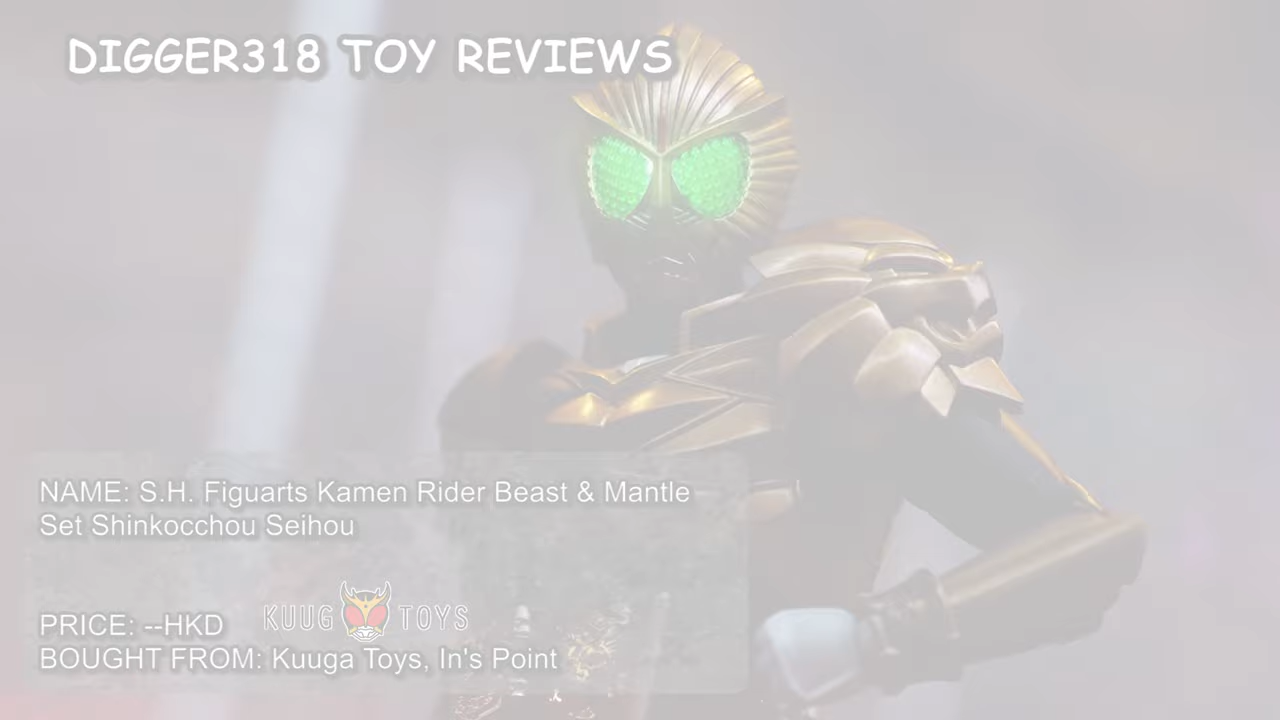 DIGGER318 TOY REVIEWS
NAME: S.H. Figuarts Kamen Rider Beast & Mantle
Set Shinkocchou Seihou
KUUG TOYS
PRICE: --HKD
BOUGHT FROM: Kuuga Toys, In's Point